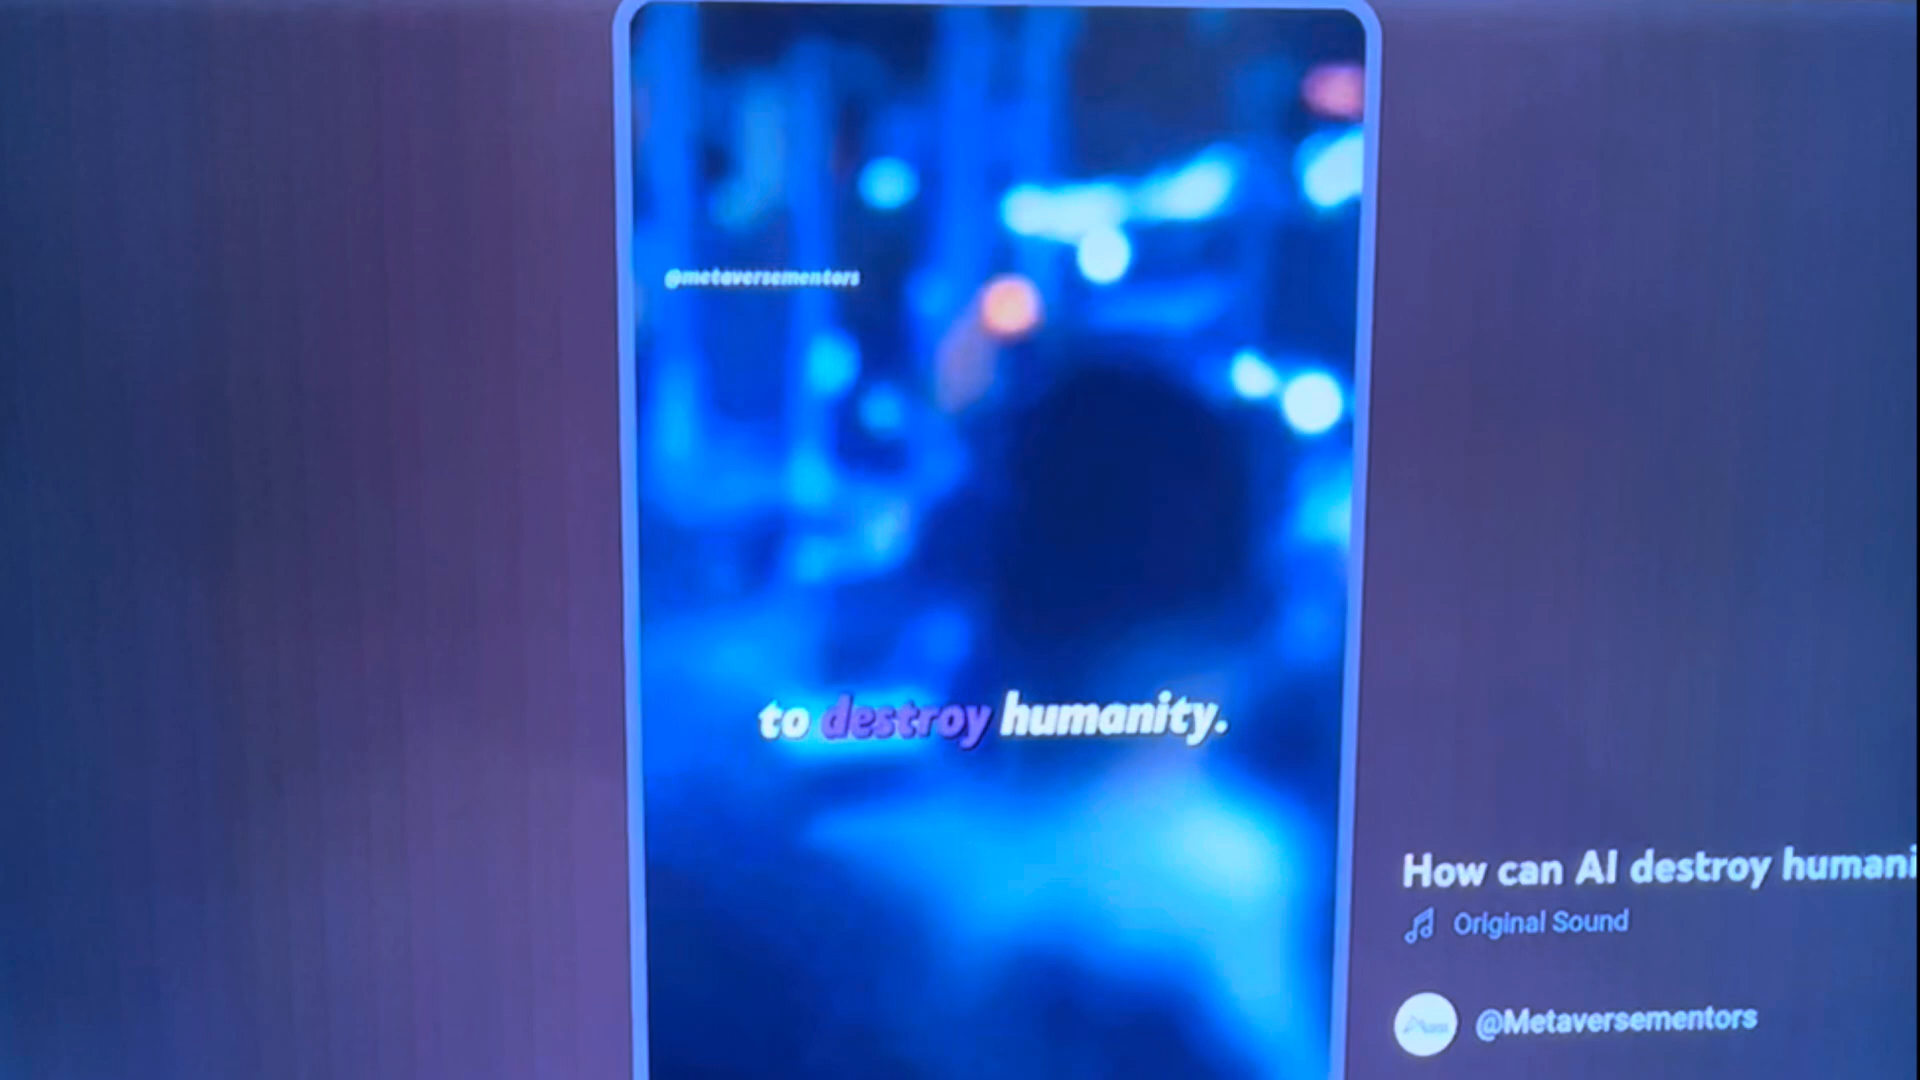 @metaversementors
to destroy humanity.
How can AI destroy humani
Original Sound
@Metaversementors